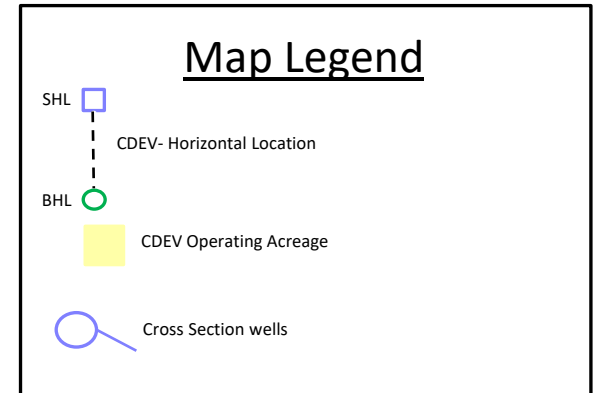 Map Legend
SHL
CDEV- Horizontal Location
BHL
CDEV Operating Acreage
Cross Section wells